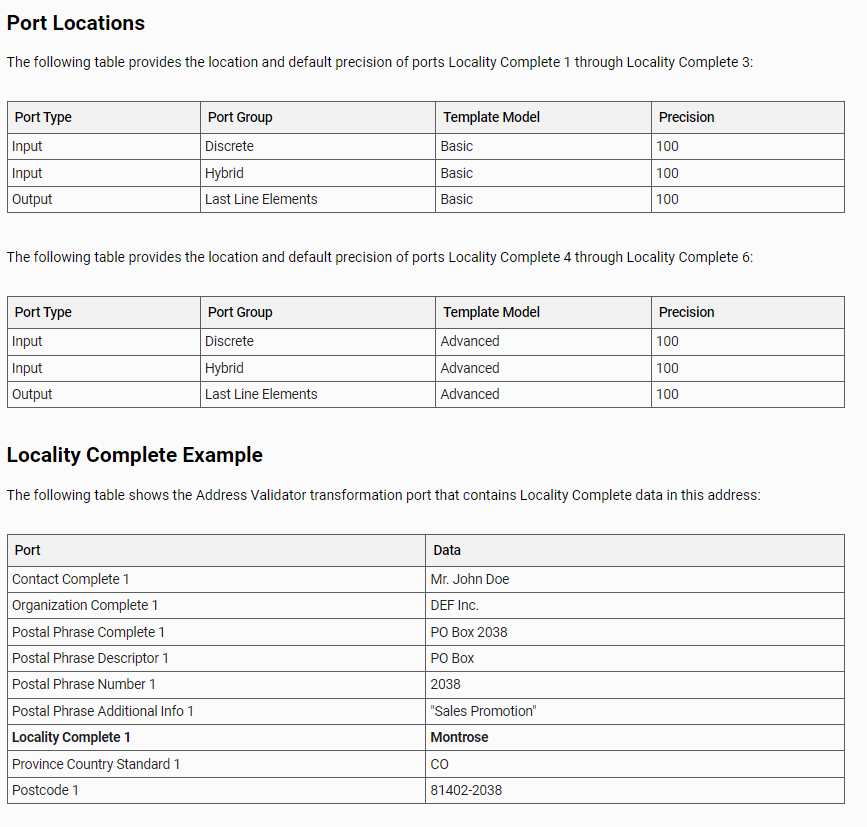 Port Locations
The following table provides the location and default precision of ports Locality Complete 1 through Locality Complete 3:
Port Type Port Group Template Model Precision
Input Discrete Basic 100
Input Hybrid Basic 100
Output Last Line Elements Basic 100
The following table provides the location and default precision of ports Locality Complete 4 through Locality Complete 6:
Port Type Port Group Template Model Precision
Input Discrete Advanced 100
Input Hybrid Advanced 100
Output Last Line Elements Advanced 100
Locality Complete Example
The following table shows the Address Validator transformation port that contains Locality Complete data in this address:
Port Data
Contact Complete 1 Mr. John Doe
Organization Complete 1 DEF Inc.
Postal Phrase Complete 1 PO Box 2038
Postal Phrase Descriptor 1 PO Box
Postal Phrase Number 1 2038
Postal Phrase Additional Info 1 "Sales Promotion"
Locality Complete 1 Montrose
Province Country Standard 1 CO
Postcode 1 81402-2038